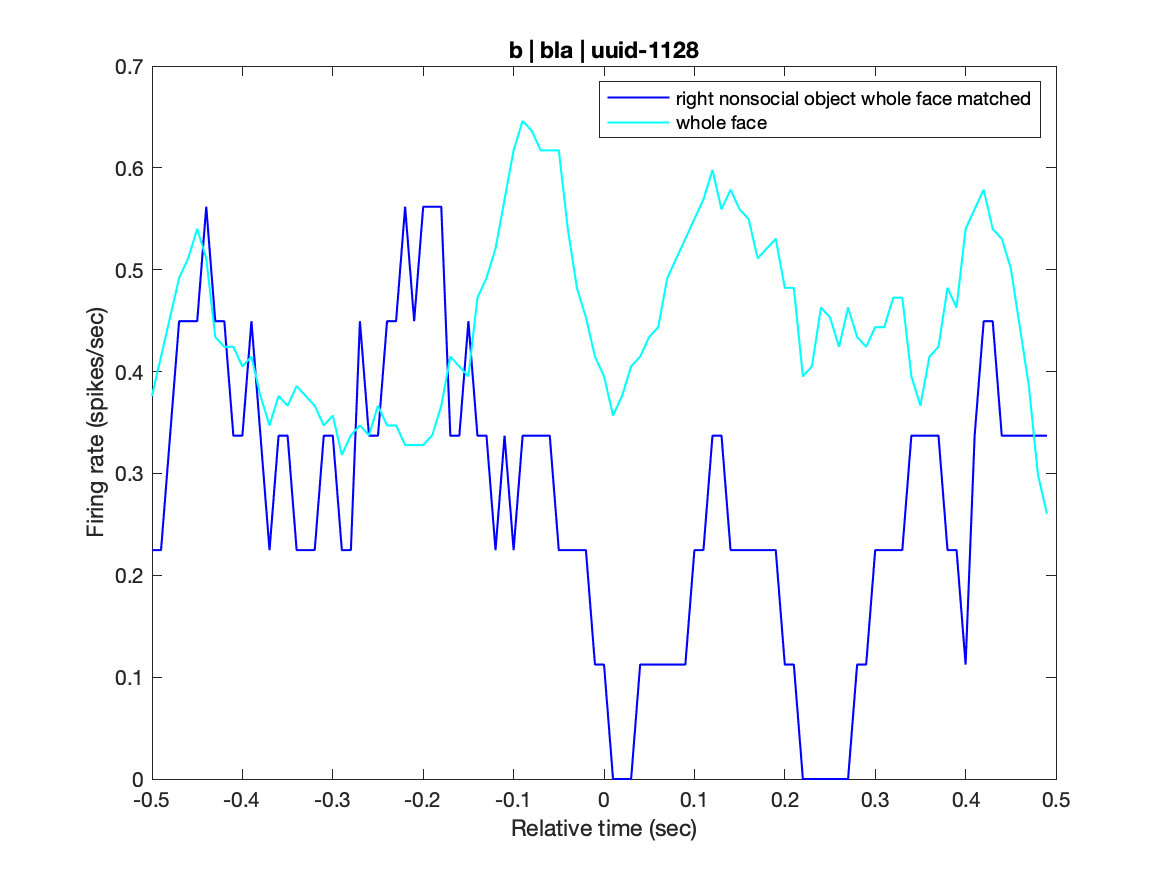 b | bla | uuid-1128
right nonsocial object whole face matched
whole face
Firing rate (spikes/sec)
0.7
0.6
0.5
0.4
0.3
0.2
0.1
0
-0.5 -0.4 -0.3 -0.2 -0.1 0 0.1 0.2 0.3 0.4 0.5
Relative time (sec)